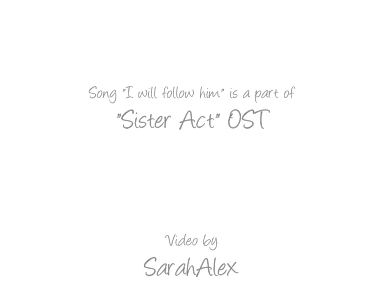 Song "I will follow him" is a part of
"Sister Act" OST
Video by
SarahAlex